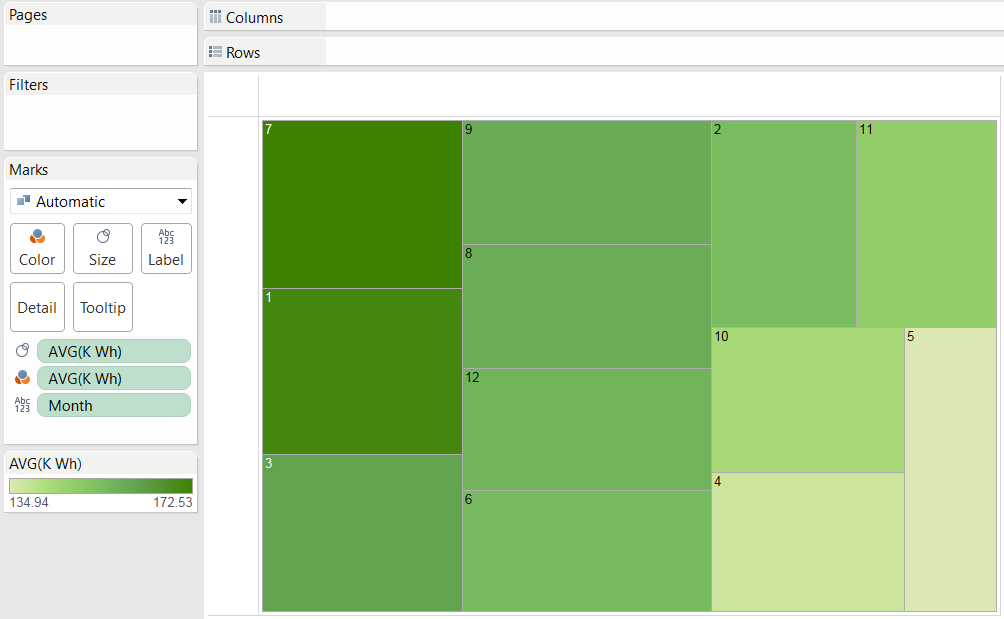 Pages
Columns
Rows
Filters
Marks
Automatic
Color
Size
Abc
123
Label
Detail
Tooltip
AVG(K Wh)
AVG(K Wh)
Abc
123
Month
AVG(K Wh)
134.94
172.53
7
9
2
11
8
1
10
5
12
3
4
6